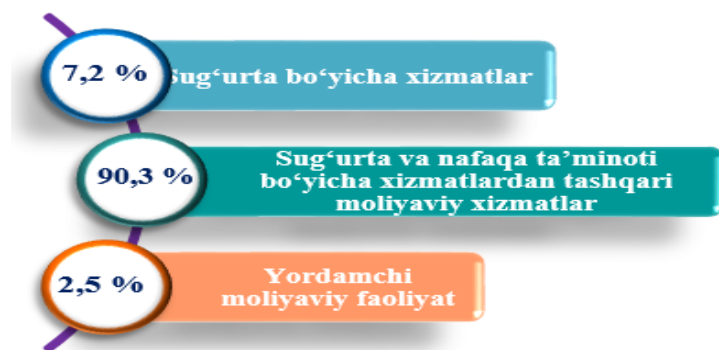 7,2 %
Sug‘urta bo‘yicha xizmatlar
90,3 %
Sug‘urta va nafaqa ta’minoti
bo‘yicha xizmatlardan tashqari
moliyaviy xizmatlar
2,5 %
Yordamchi
moliyaviy faoliyat